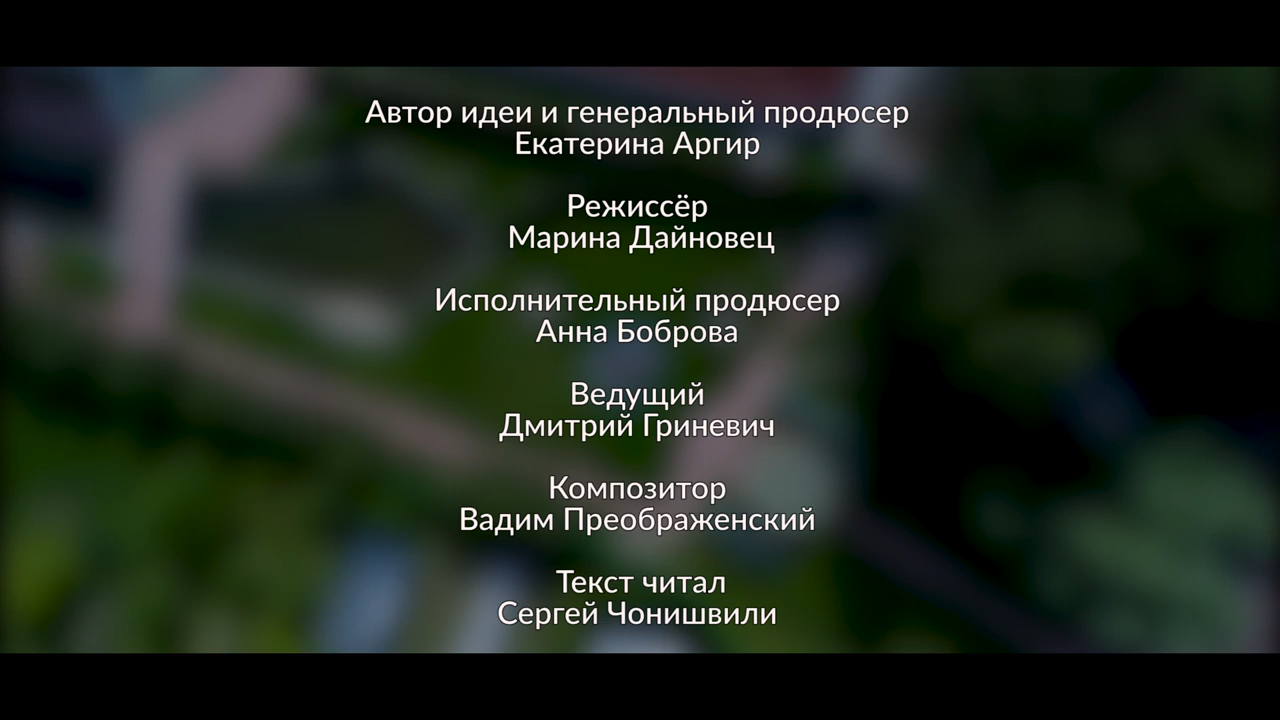 Автор идеи и генеральный продюсер
Екатерина Аргир
Режиссёр
Марина Дайновец
Исполнительный продюсер
Анна Боброва
Ведущий
Дмитрий Гриневич
Композитор
Вадим Преображенский
Текст читал
Сергей Чонишвили